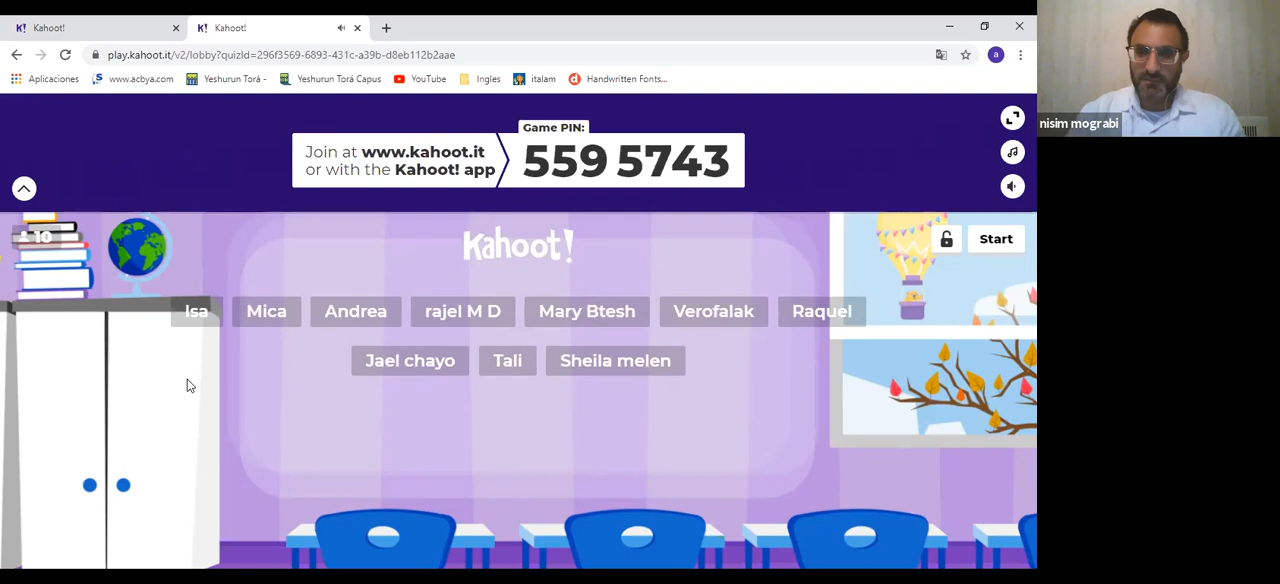 K! Kahoot!
K! Kahoot!
play.kahoot.it/v2/lobby?quizId=296f3569-6893-431c-a39b-d8eb112b2aae
a
Aplicaciones www.acbya.com Yeshurun Torá - Yeshurun Torá Capus YouTube Ingles italam Handwritten Fonts...
nisim mograbi
Game PIN:
Join at www.kahoot.it
or with the Kahoot! app
559 5743
10
Kahoot!
Start
Isa Mica Andrea rajel M D Mary Btesh Verofalak Raquel
Jael chayo Tali Sheila melen